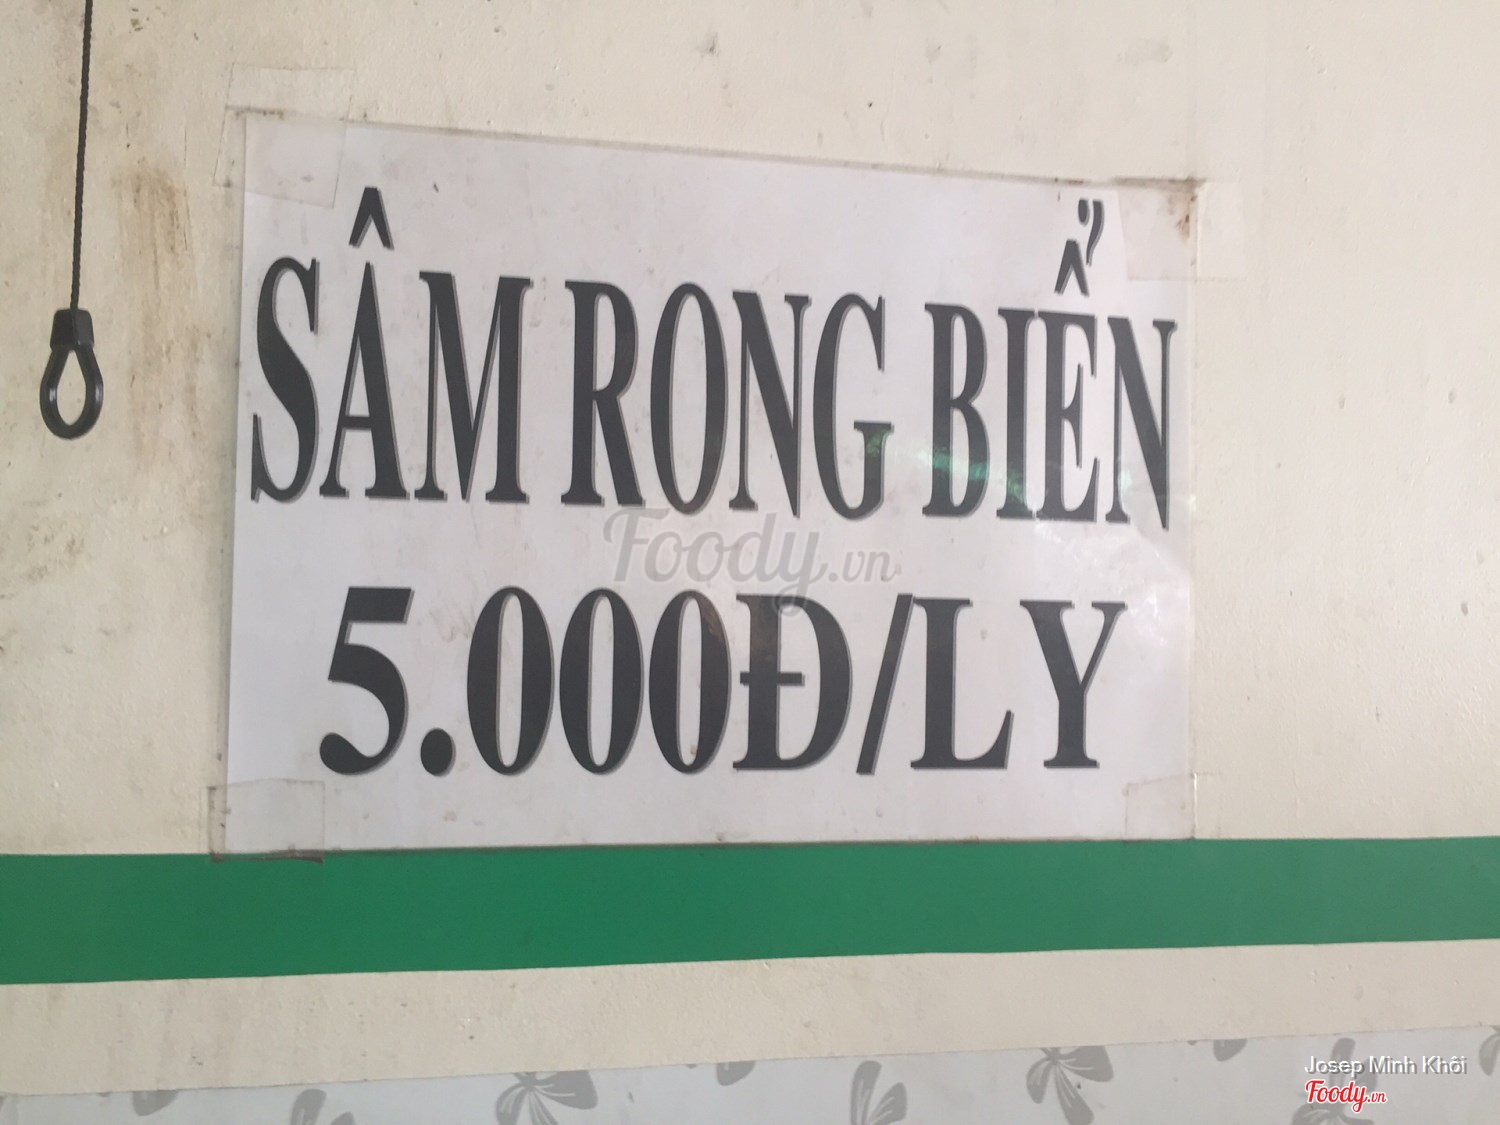 SÂM RONG BIỂN
Foody.vn
5.000Đ/LY
Josep Minh Khôi
Foody.vn